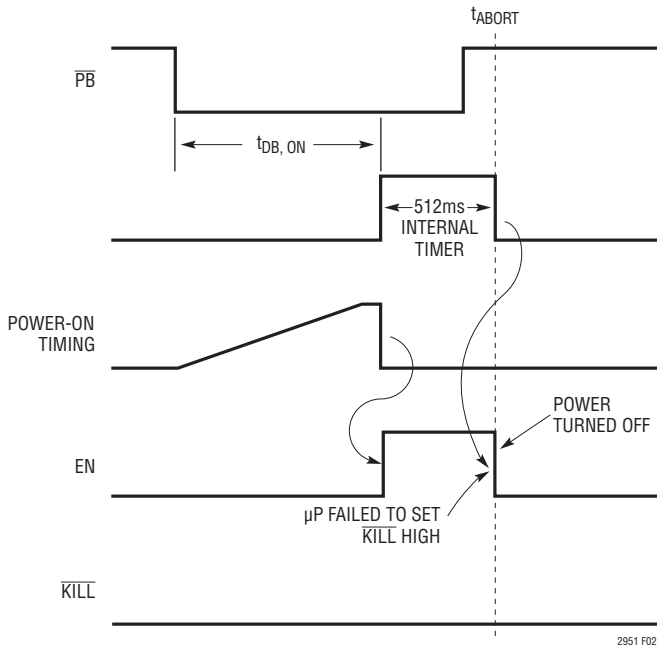 tABORT
PB
tDB, ON
512ms
INTERNAL
TIMER
POWER-ON
TIMING
POWER
TURNED OFF
EN
µP FAILED TO SET
KILL HIGH
KILL
2951 F02